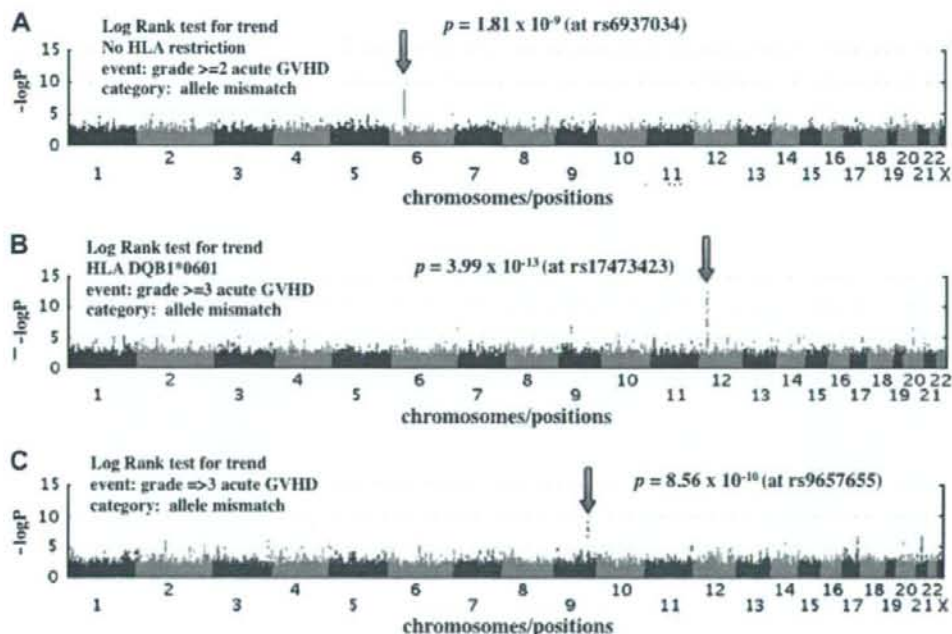 A
Log Rank test for trend
No HLA restriction
event: grade >=2 acute GVHD
category: allele mismatch
p = 1.81 x 10⁻⁹ (at rs6937034)
-logP
15
10
5
0
2 4 6 8 10 12 14 16 18 20 22
1 3 5 7 9 11 13 15 17 19 21 X
chromosomes/positions
B
Log Rank test for trend
HLA DQB1*0601
event: grade >=3 acute GVHD
category: allele mismatch
p = 3.99 x 10⁻¹³ (at rs17473423)
-logP
15
10
5
0
2 4 6 8 10 12 14 16 18 20 22
1 3 5 7 9 11 13 15 17 19 21
chromosomes/positions
C
Log Rank test for trend
event: grade =>3 acute GVHD
category: allele mismatch
p = 8.56 x 10⁻¹⁰ (at rs9657655)
-logP
15
10
5
0
2 4 6 8 10 12 14 16 18 20 22
1 3 5 7 9 11 13 15 17 19 21 X
chromosomes/positions